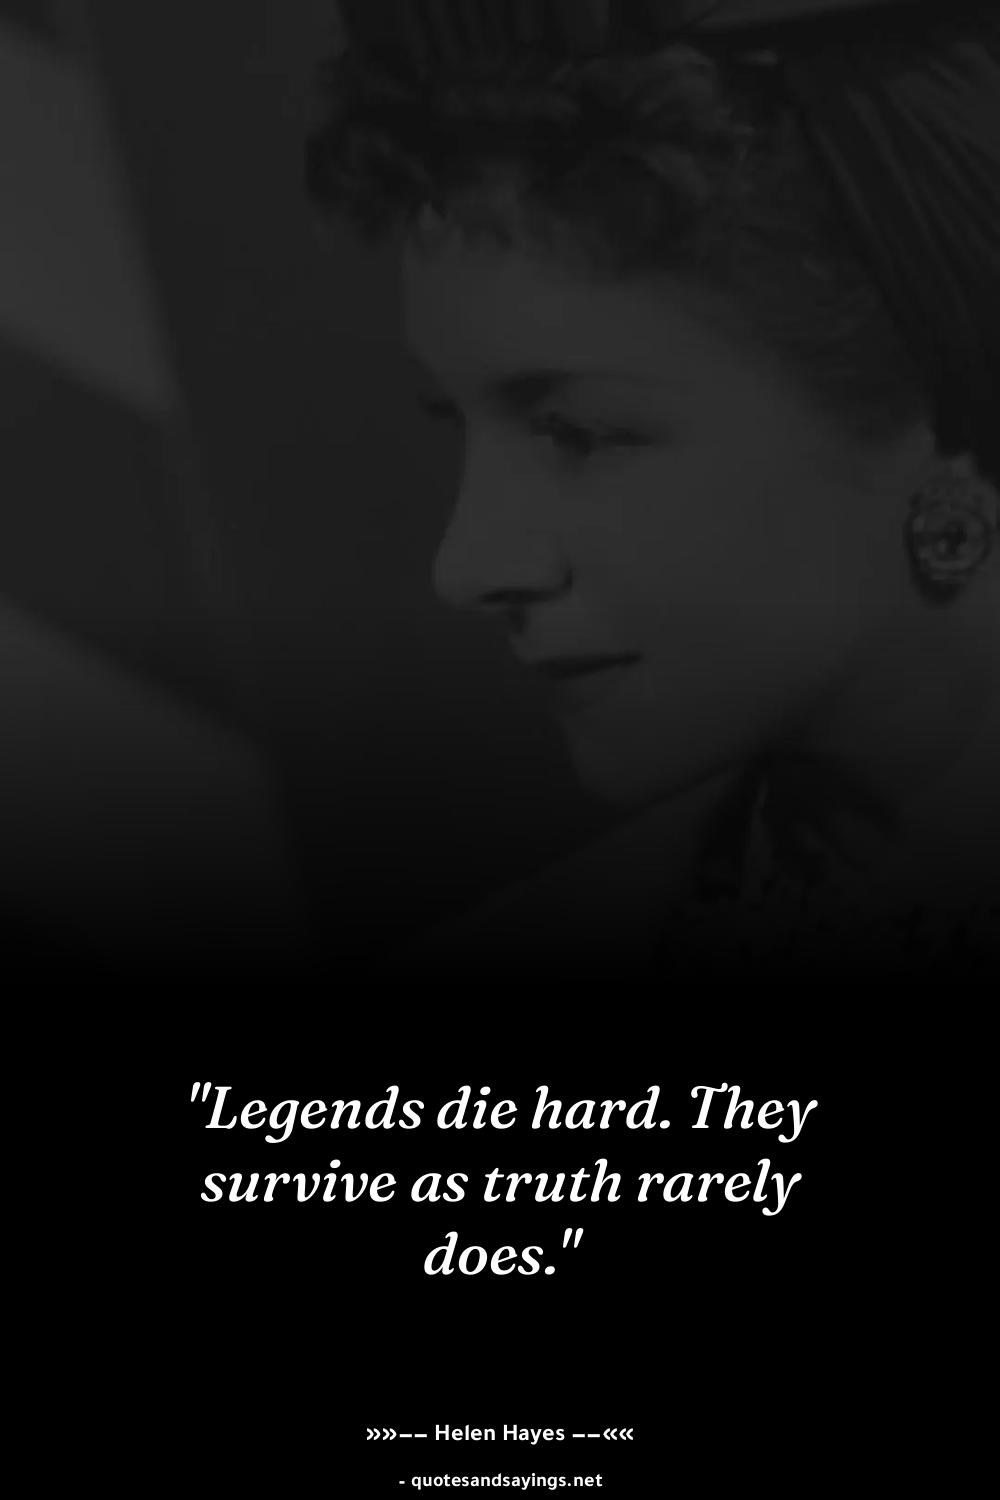 "Legends die hard. They
survive as truth rarely
does."
»»–– Helen Hayes ––««
- quotesandsayings.net